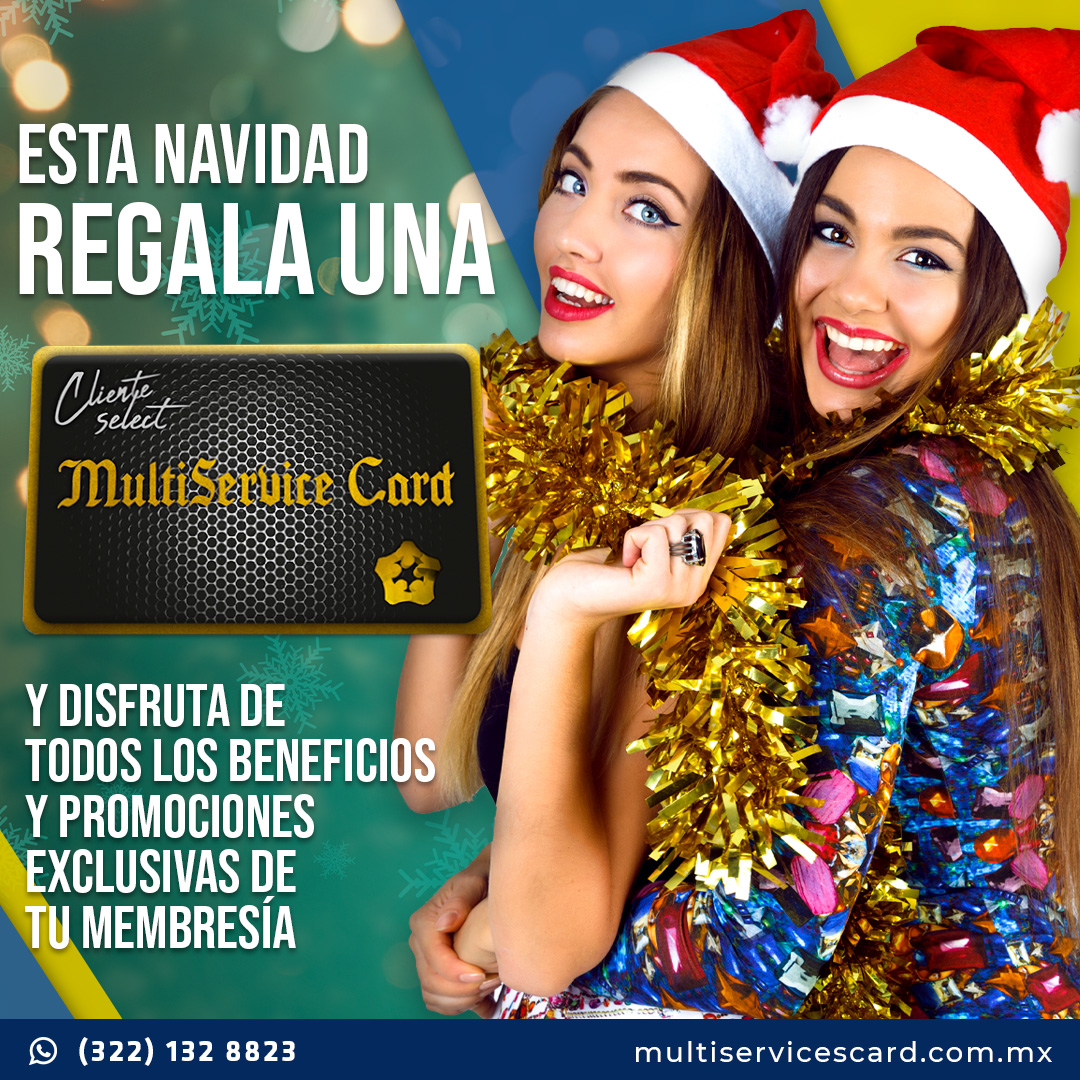 ESTA NAVIDAD
REGALA UNA
Cliente
select
MultiService Card
Y DISFRUTA DE
TODOS LOS BENEFICIOS
Y PROMOCIONES
EXCLUSIVAS DE
TU MEMBRESÍA
(322) 132 8823
multiservicescard.com.mx